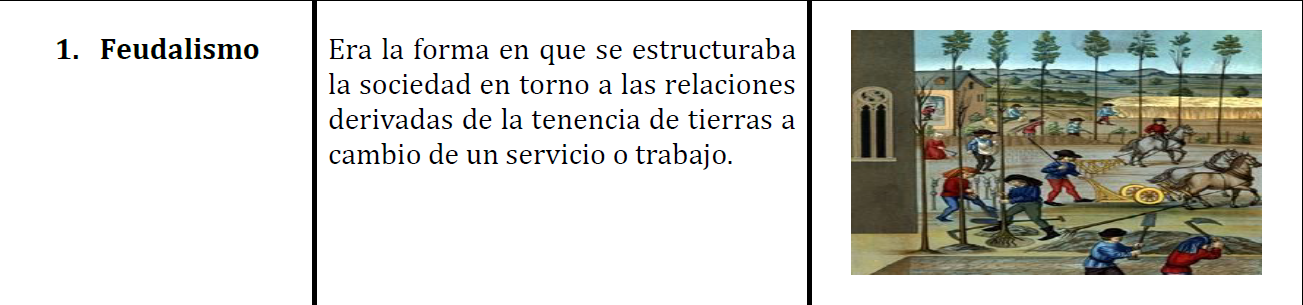 1. Feudalismo
Era la forma en que se estructuraba
la sociedad en torno a las relaciones
derivadas de la tenencia de tierras a
cambio de un servicio o trabajo.